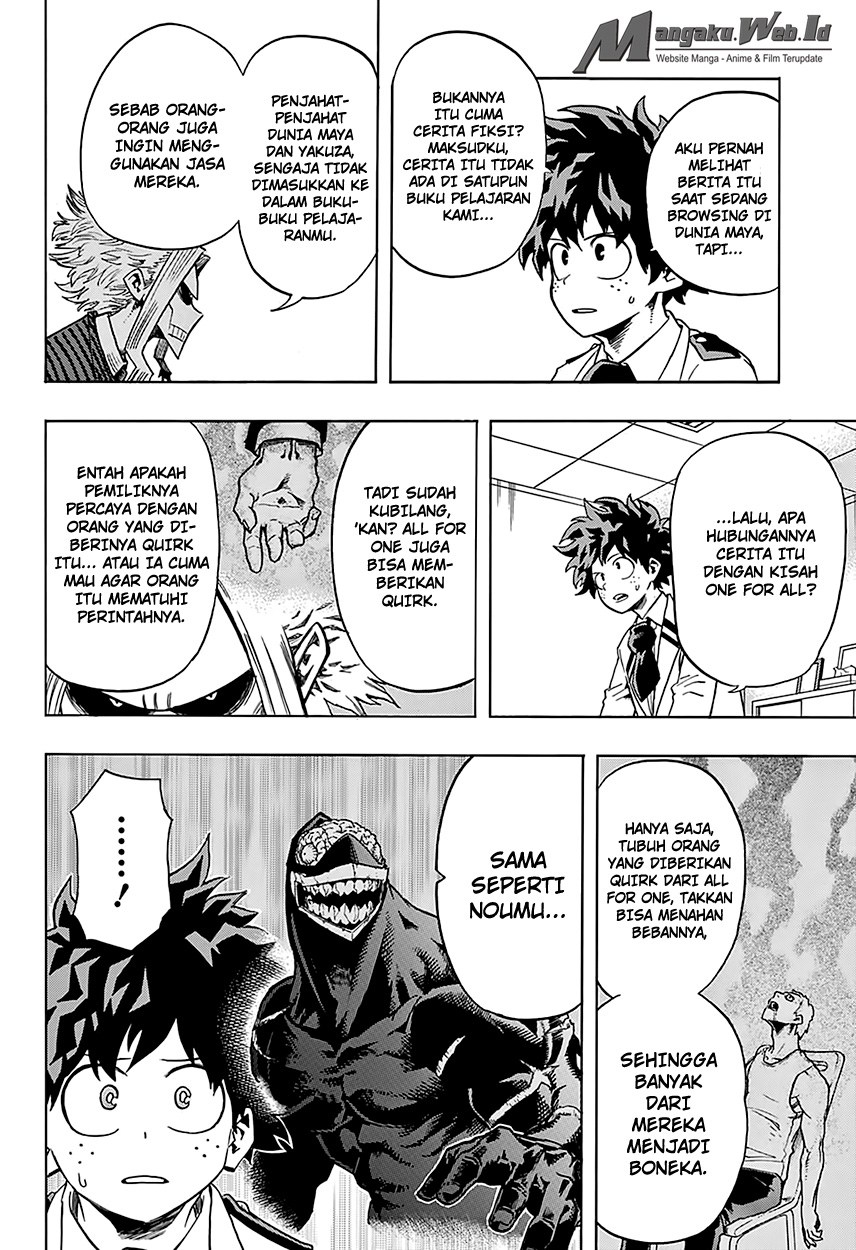 Mangaku.Web.Id
Website Manga - Anime & Film Terupdate
AKU PERNAH
MELIHAT
BERITA ITU
SAAT SEDANG
BROWSING DI
DUNIA MAYA,
TAPI...
BUKANNYA
ITU CUMA
CERITA FIKSI?
MAKSUDKU,
CERITA ITU TIDAK
ADA DI SATUPUN
BUKU PELAJARAN
KAMI...
PENJAHAT-
PENJAHAT
DUNIA MAYA
DAN YAKUZA,
SENGAJA TIDAK
DIMASUKKAN KE
DALAM BUKU-
BUKU PELAJA-
RANMU.
SEBAB ORANG-
ORANG JUGA
INGIN MENG-
GUNAKAN JASA
MEREKA.
...LALU, APA
HUBUNGANNYA
CERITA ITU
DENGAN KISAH
ONE FOR ALL?
TADI SUDAH
KUBILANG,
'KAN? ALL FOR
ONE JUGA
BISA MEM-
BERIKAN
QUIRK.
ENTAH APAKAH
PEMILIKNYA
PERCAYA DENGAN
ORANG YANG DI-
BERINYA QUIRK
ITU... ATAU IA CUMA
MAU AGAR ORANG
ITU MEMATUHI
PERINTAHNYA.
HANYA SAJA,
TUBUH ORANG
YANG DIBERIKAN
QUIRK DARI ALL
FOR ONE, TAKKAN
BISA MENAHAN
BEBANNYA,
SEHINGGA
BANYAK
DARI
MEREKA
MENJADI
BONEKA.
SAMA
SEPERTI
NOUMU...
......!